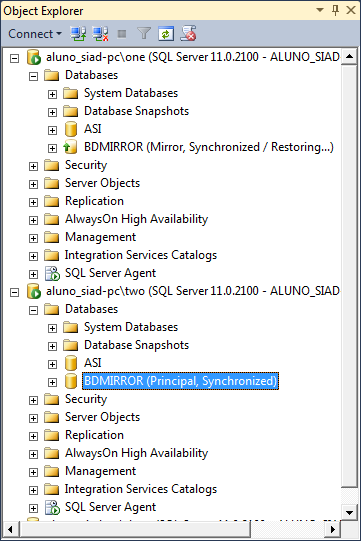 Object Explorer
Connect
aluno_siad-pc\one (SQL Server 11.0.2100 - ALUNO_SIAD
Databases
System Databases
Database Snapshots
ASI
BDMIRROR (Mirror, Synchronized / Restoring...)
Security
Server Objects
Replication
AlwaysOn High Availability
Management
Integration Services Catalogs
SQL Server Agent
aluno_siad-pc\two (SQL Server 11.0.2100 - ALUNO_SIAD
Databases
System Databases
Database Snapshots
ASI
BDMIRROR (Principal, Synchronized)
Security
Server Objects
Replication
AlwaysOn High Availability
Management
Integration Services Catalogs
SQL Server Agent